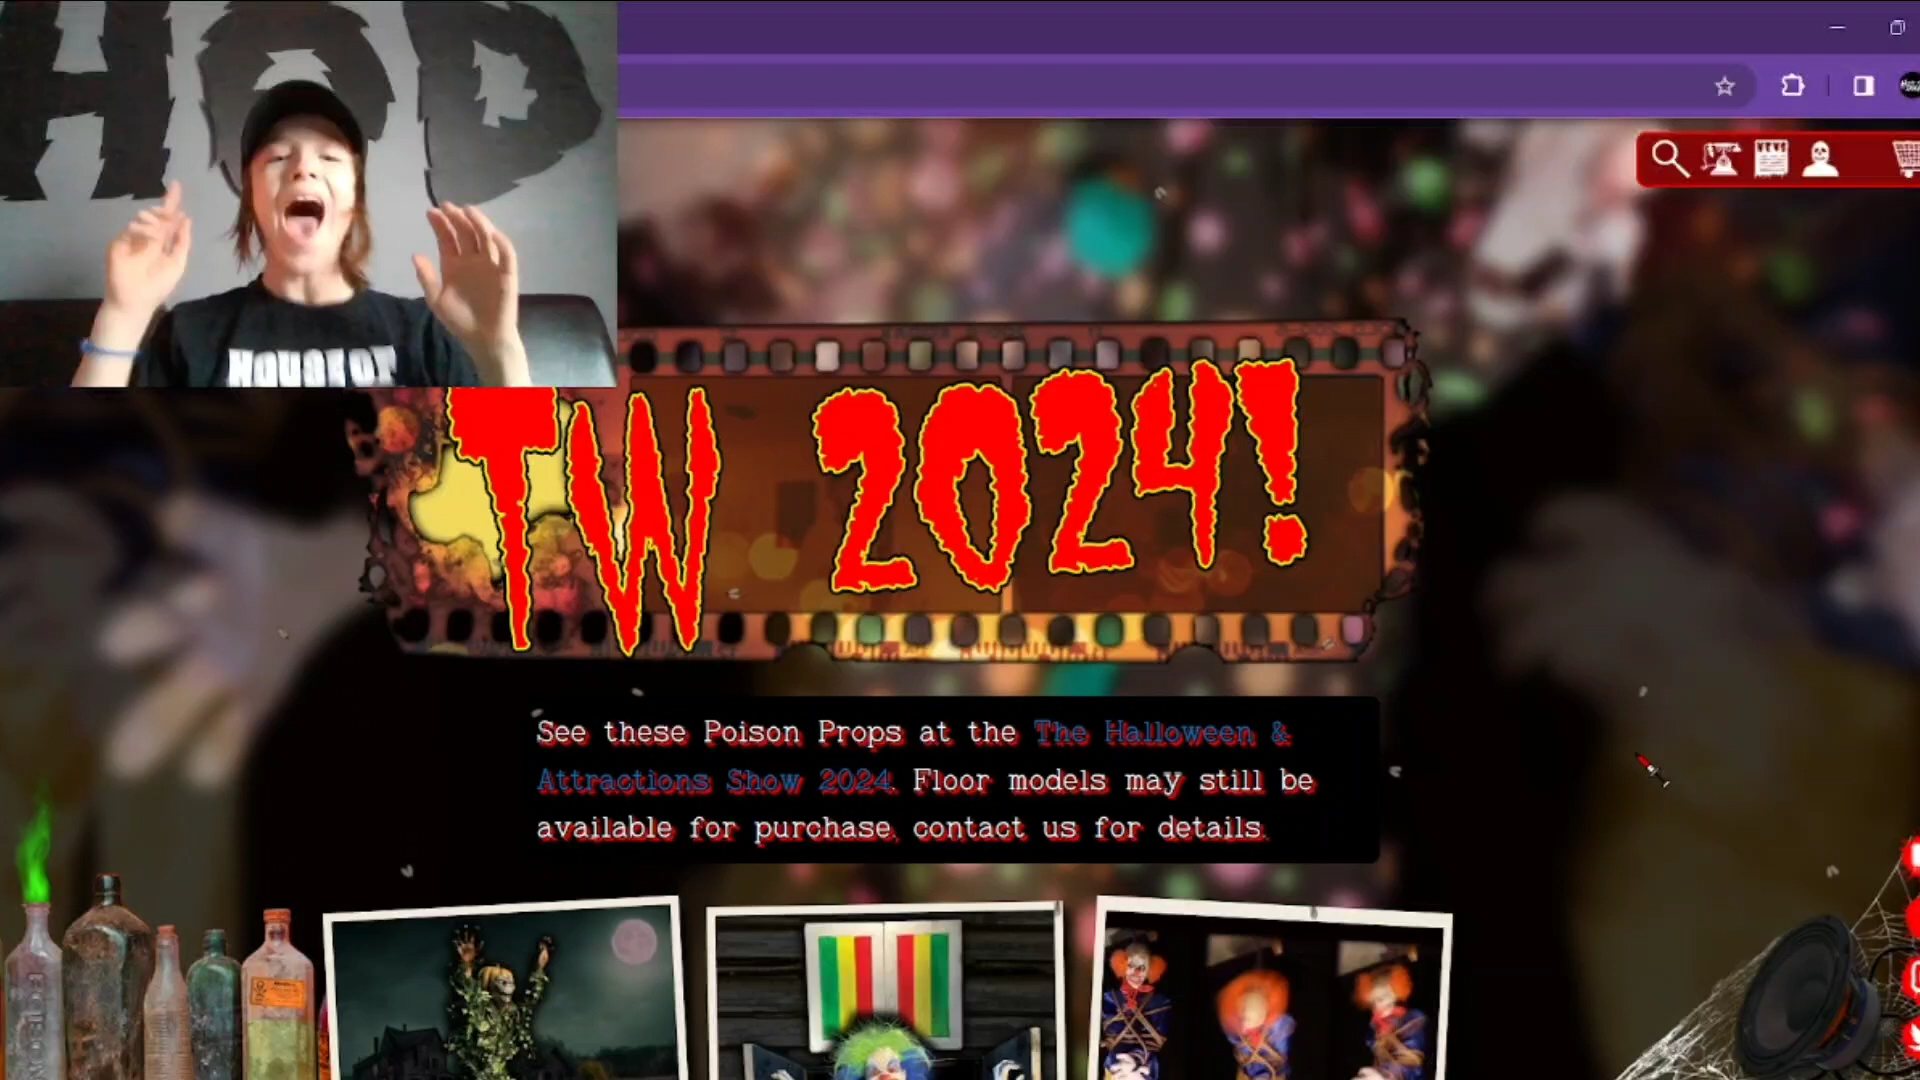 HOD
HOUSE OF
TW 2024!
See these Poison Props at the The Halloween &
Attractions Show 2024. Floor models may still be
available for purchase, contact us for details.